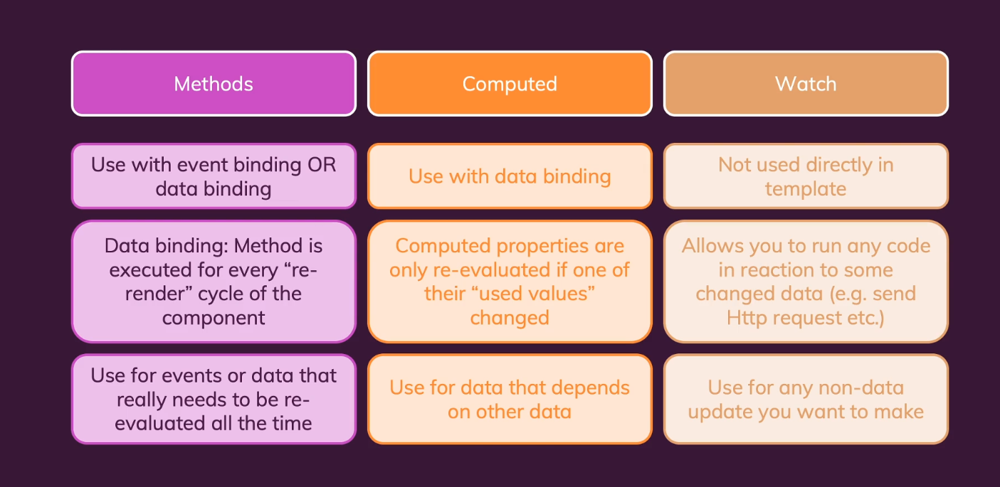 Methods
Computed
Watch
Use with event binding OR
data binding
Use with data binding
Not used directly in
template
Data binding: Method is
executed for every “re-
render” cycle of the
component
Computed properties are
only re-evaluated if one of
their “used values”
changed
Allows you to run any code
in reaction to some
changed data (e.g. send
Http request etc.)
Use for events or data that
really needs to be re-
evaluated all the time
Use for data that depends
on other data
Use for any non-data
update you want to make